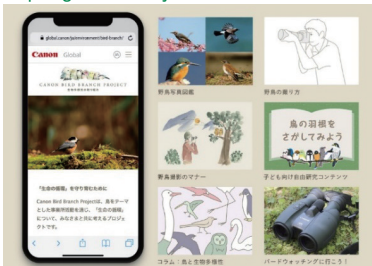 global.canon/ja/environment/bird-branch/
Canon Global
CANON BIRD BRANCH PROJECT
「生命の循環」を守り育むために
Canon Bird Branch Projectは、鳥をテーマ
とした事業所活動を通じ、「生命の循環」
について、みなさまと共に考えるプロジェ
クトです。
野鳥写真図鑑
野鳥の撮り方
野鳥撮影のマナー
鳥の羽根を
さがしてみよう
子ども向け自由研究コンテンツ
コラム：鳥と生物多様性
バードウォッチングに行こう！